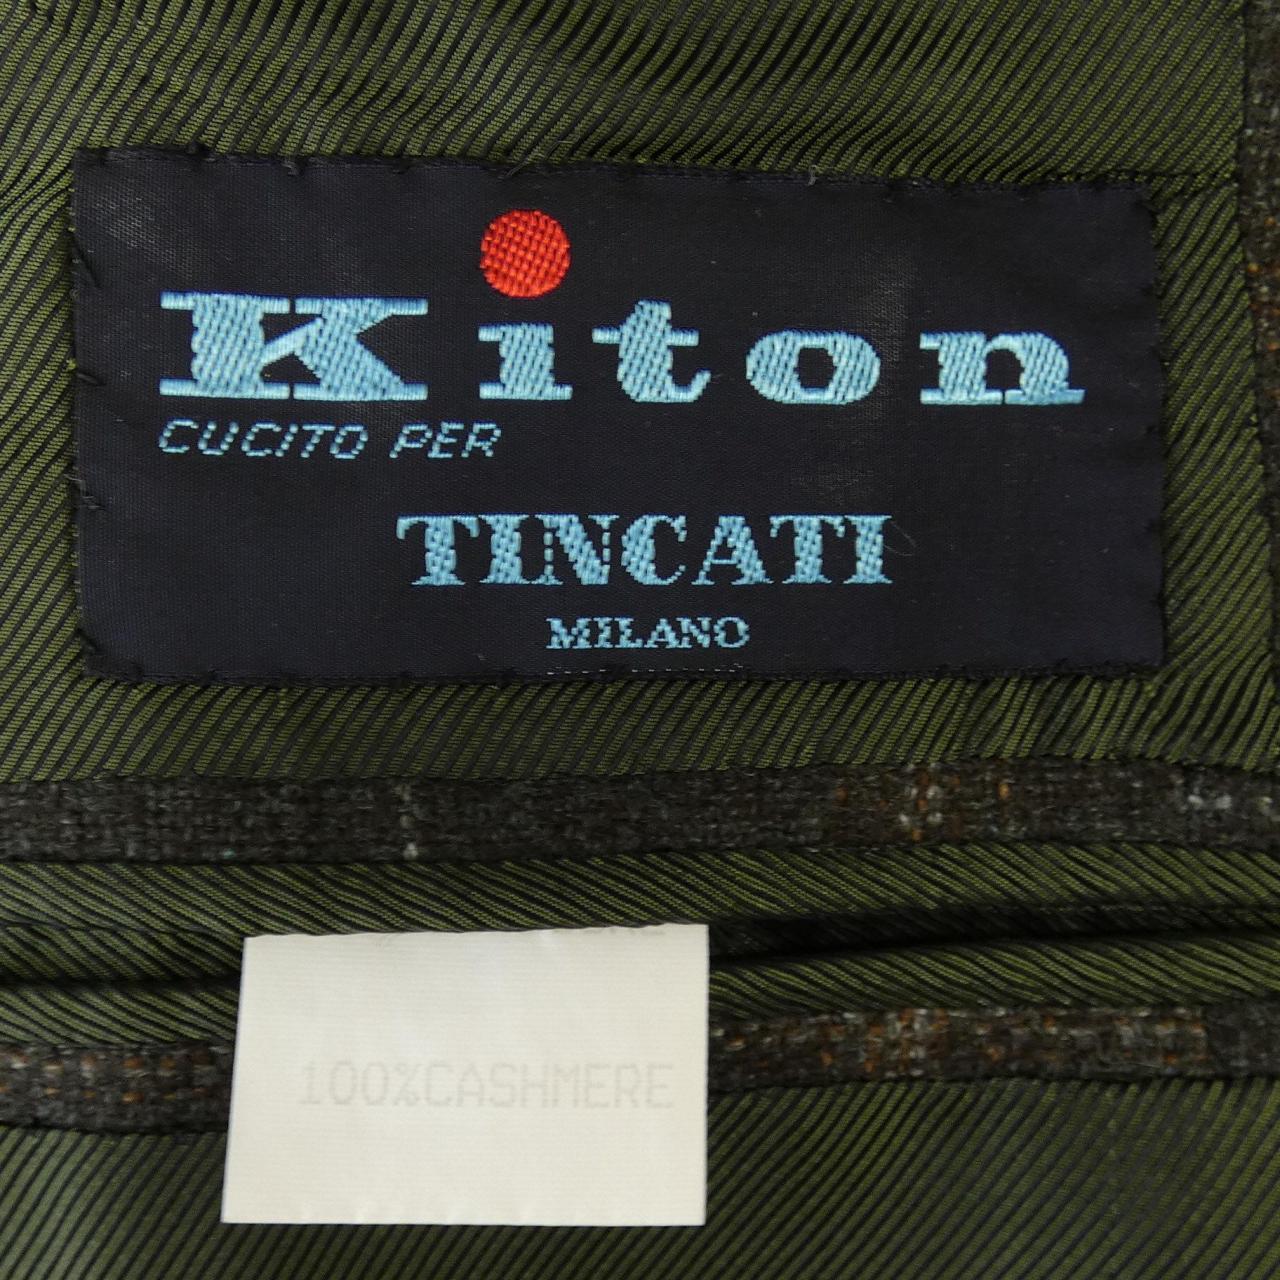 Kiton
CUCITO PER
TINCATI
MILANO
100%CASHMERE